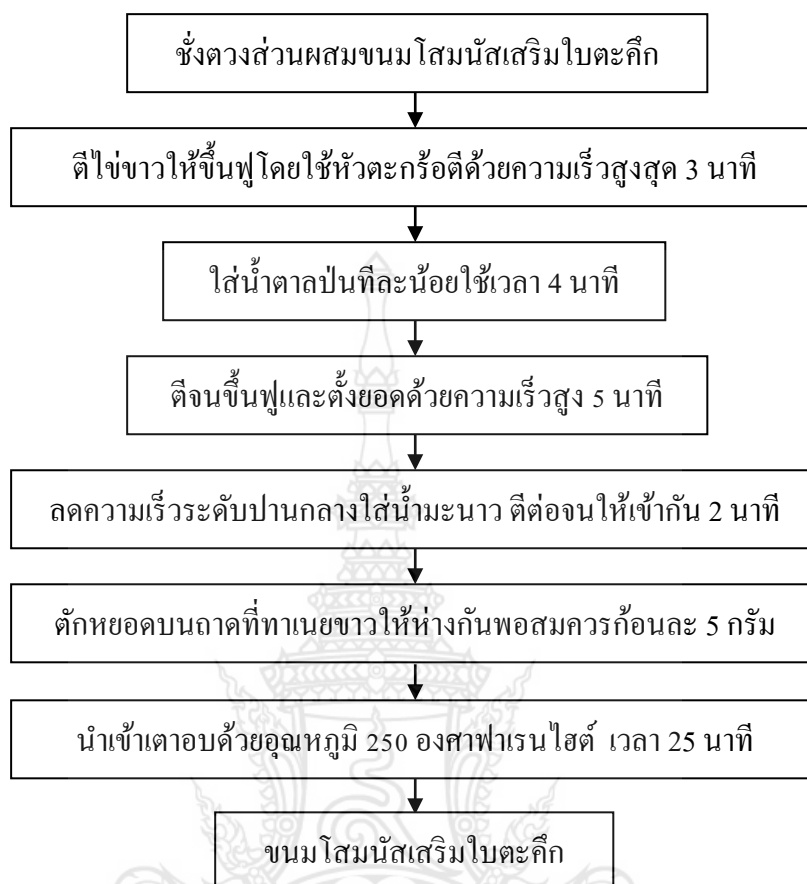 ชั่งตวงส่วนผสมขนมโสมนัสเสริมใบตะคึก
ตีไข่ขาวให้ขึ้นฟูโดยใช้หัวตะกร้อตีด้วยความเร็วสูงสุด 3 นาที
ใส่น้ำตาลป่นทีละน้อยใช้เวลา 4 นาที
ตีจนขึ้นฟูและตั้งยอดด้วยความเร็วสูง 5 นาที
ลดความเร็วระดับปานกลางใส่น้ำมะนาว ตีต่อจนให้เข้ากัน 2 นาที
ตักหยอดบนถาดที่ทาเนยขาวให้ห่างกันพอสมควรก้อนละ 5 กรัม
นำเข้าเตาอบด้วยอุณหภูมิ 250 องศาฟาเรนไฮต์ เวลา 25 นาที
ขนมโสมนัสเสริมใบตะคึก